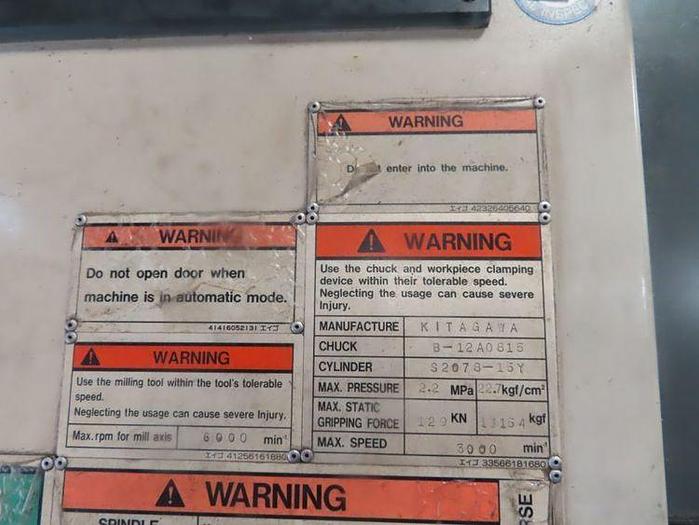 WARNING
enter into the machine.
エイゴ 42326405640
WARNING
Do not open door when
machine is in automatic mode.
41416052131 エイゴ
WARNING
Use the chuck and workpiece clamping
device within their tolerable speed.
Neglecting the usage can cause severe
Injury.
MANUFACTURE KITAGAWA
CHUCK B-12A0815
CYLINDER S2078-15Y
MAX. PRESSURE 2.2 MPa 22.7 kgf/cm²
MAX. STATIC
GRIPPING FORCE 129 KN 13154 kgf
MAX. SPEED 3000 min⁻¹
エイゴ 33566181680
WARNING
Use the milling tool within the tool's tolerable
speed.
Neglecting the usage can cause severe Injury.
Max.rpm for mill axis 6000 min⁻¹
エイゴ 41256161880
WARNING
SPINDLE